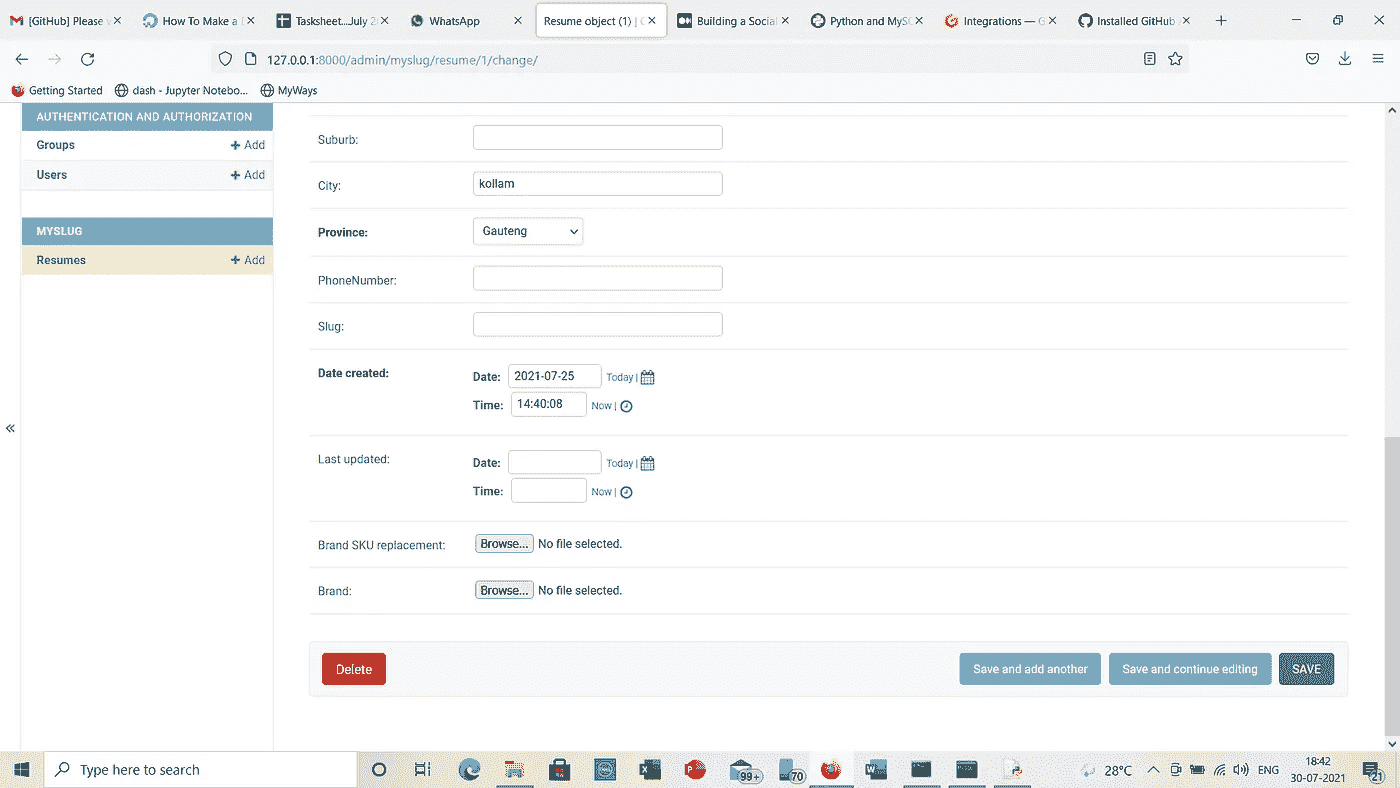 [GitHub] Please v
How To Make a
Tasksheet....July 2
WhatsApp
Resume object (1) |
Building a Social
Python and MyS
Integrations — G
Installed GitHub
127.0.0.1:8000/admin/myslug/resume/1/change/
Getting Started
dash - Jupyter Notebo...
MyWays
AUTHENTICATION AND AUTHORIZATION
Groups + Add
Users + Add
MYSLUG
Resumes + Add
«
Suburb:
City: kollam
Province: Gauteng
PhoneNumber:
Slug:
Date created: Date: 2021-07-25 Today |
Time: 14:40:08 Now |
Last updated: Date: Today |
Time: Now |
Brand SKU replacement: Browse... No file selected.
Brand: Browse... No file selected.
Delete
Save and add another
Save and continue editing
SAVE
Type here to search
99+
70
28°C
ENG
18:42
30-07-2021
21